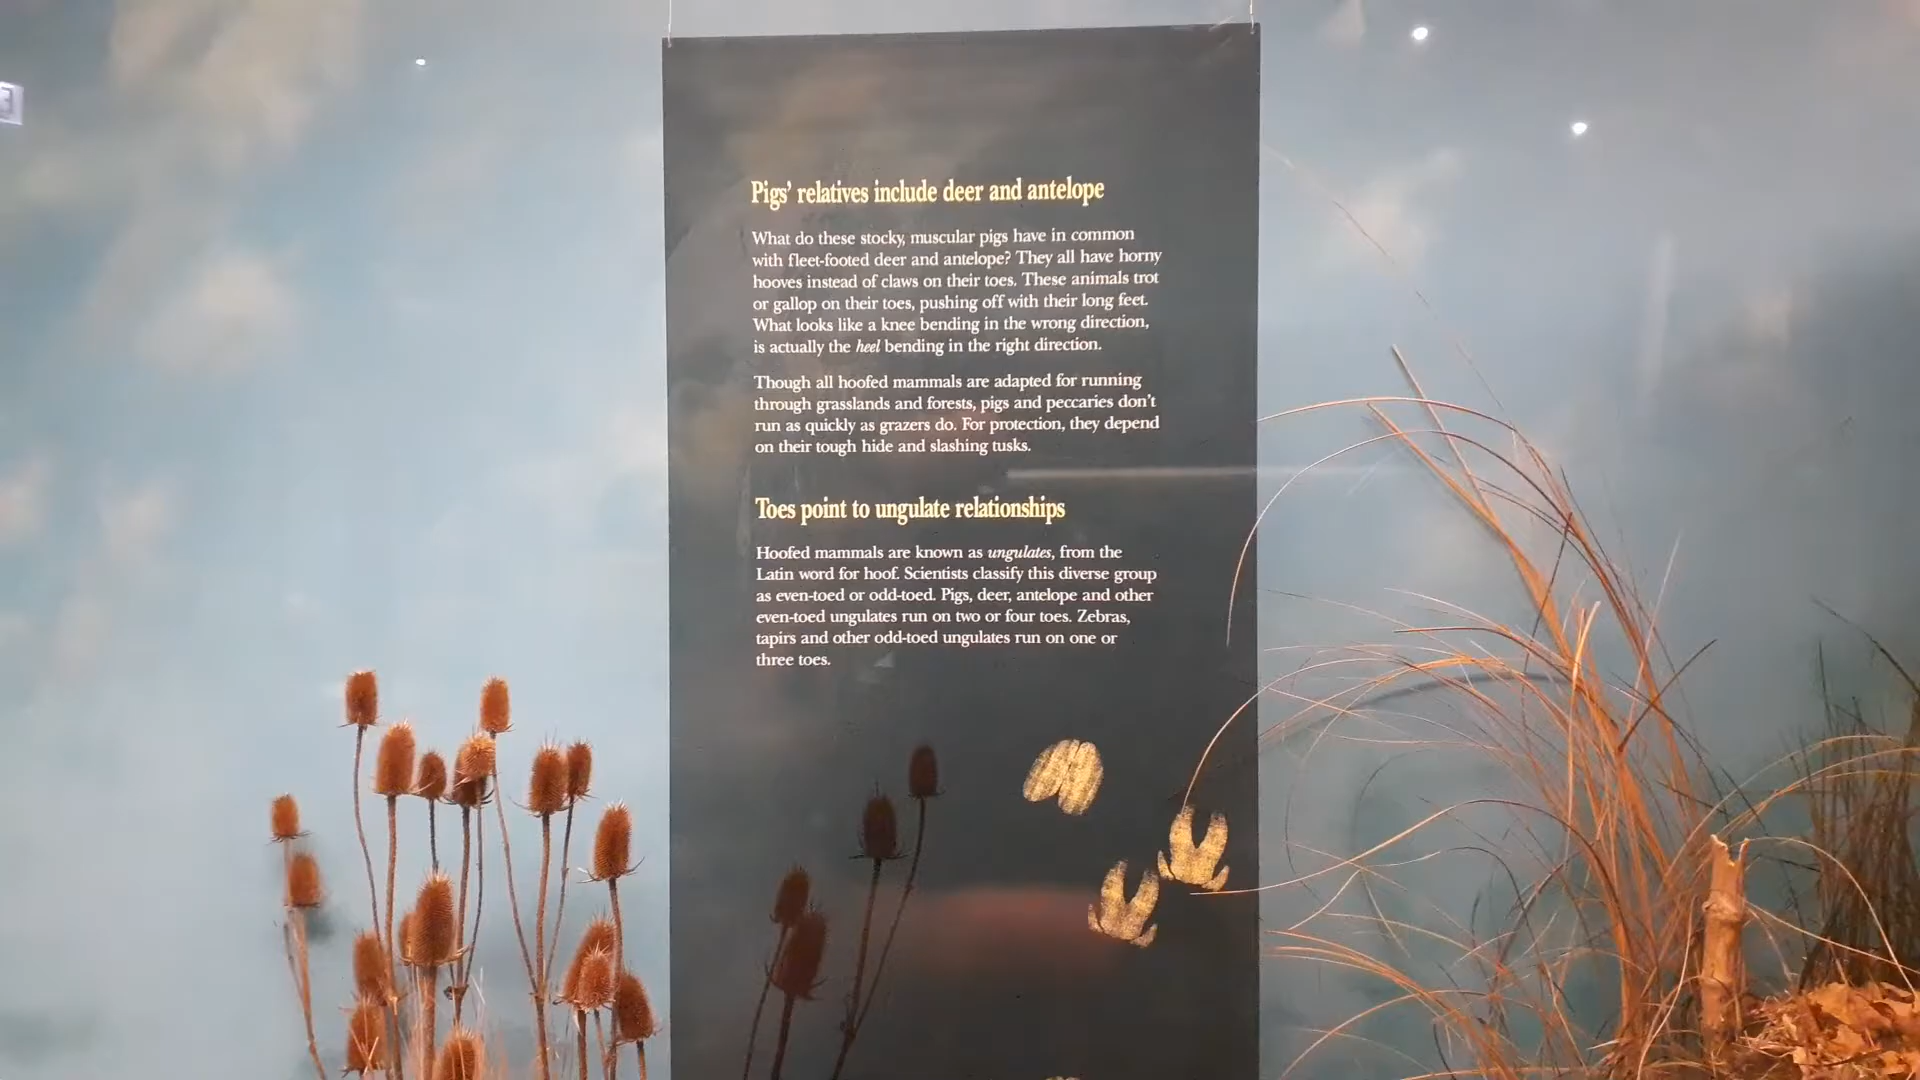 Pigs’ relatives include deer and antelope
What do these stocky, muscular pigs have in common
with fleet-footed deer and antelope? They all have horny
hooves instead of claws on their toes. These animals trot
or gallop on their toes, pushing off with their long feet.
What looks like a knee bending in the wrong direction,
is actually the heel bending in the right direction.
Though all hoofed mammals are adapted for running
through grasslands and forests, pigs and peccaries don’t
run as quickly as grazers do. For protection, they depend
on their tough hide and slashing tusks.
Toes point to ungulate relationships
Hoofed mammals are known as ungulates, from the
Latin word for hoof. Scientists classify this diverse group
as even-toed or odd-toed. Pigs, deer, antelope and other
even-toed ungulates run on two or four toes. Zebras,
tapirs and other odd-toed ungulates run on one or
three toes.